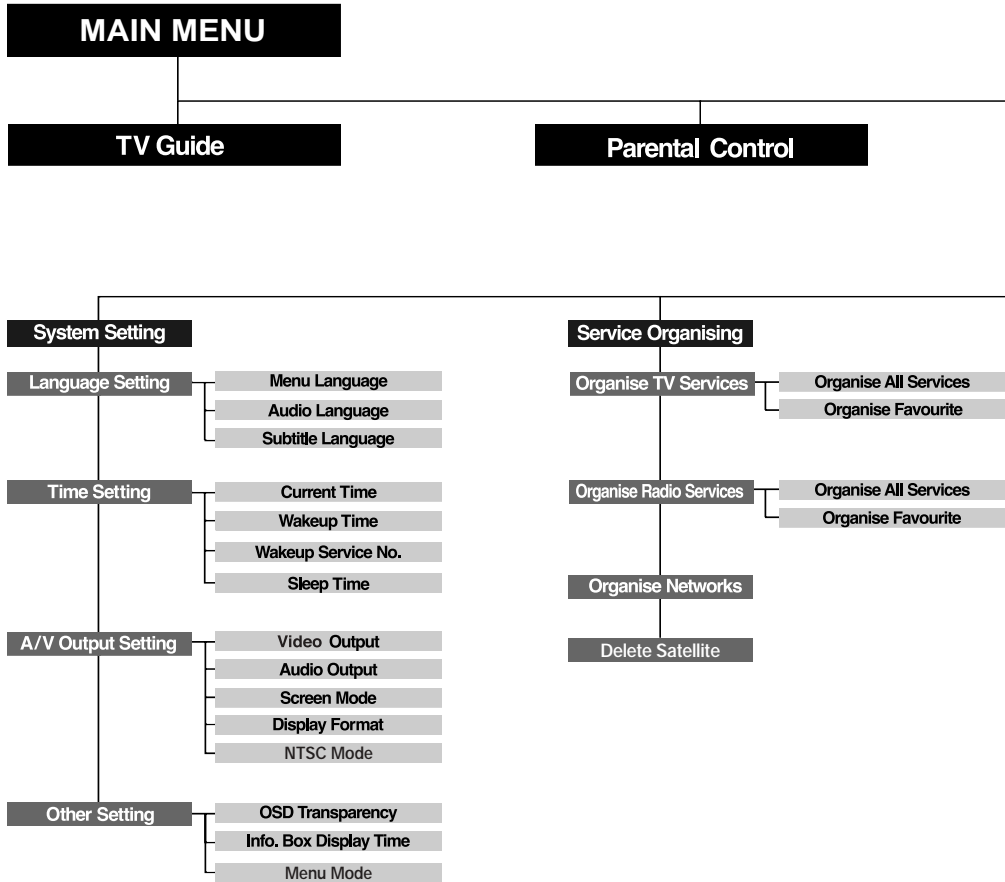 MAIN MENU
TV Guide
Parental Control
System Setting
Language Setting
Menu Language
Audio Language
Subtitle Language
Time Setting
Current Time
Wakeup Time
Wakeup Service No.
Sleep Time
A/V Output Setting
Video Output
Audio Output
Screen Mode
Display Format
NTSC Mode
Other Setting
OSD Transparency
Info. Box Display Time
Menu Mode
Service Organising
Organise TV Services
Organise All Services
Organise Favourite
Organise Radio Services
Organise All Services
Organise Favourite
Organise Networks
Delete Satellite